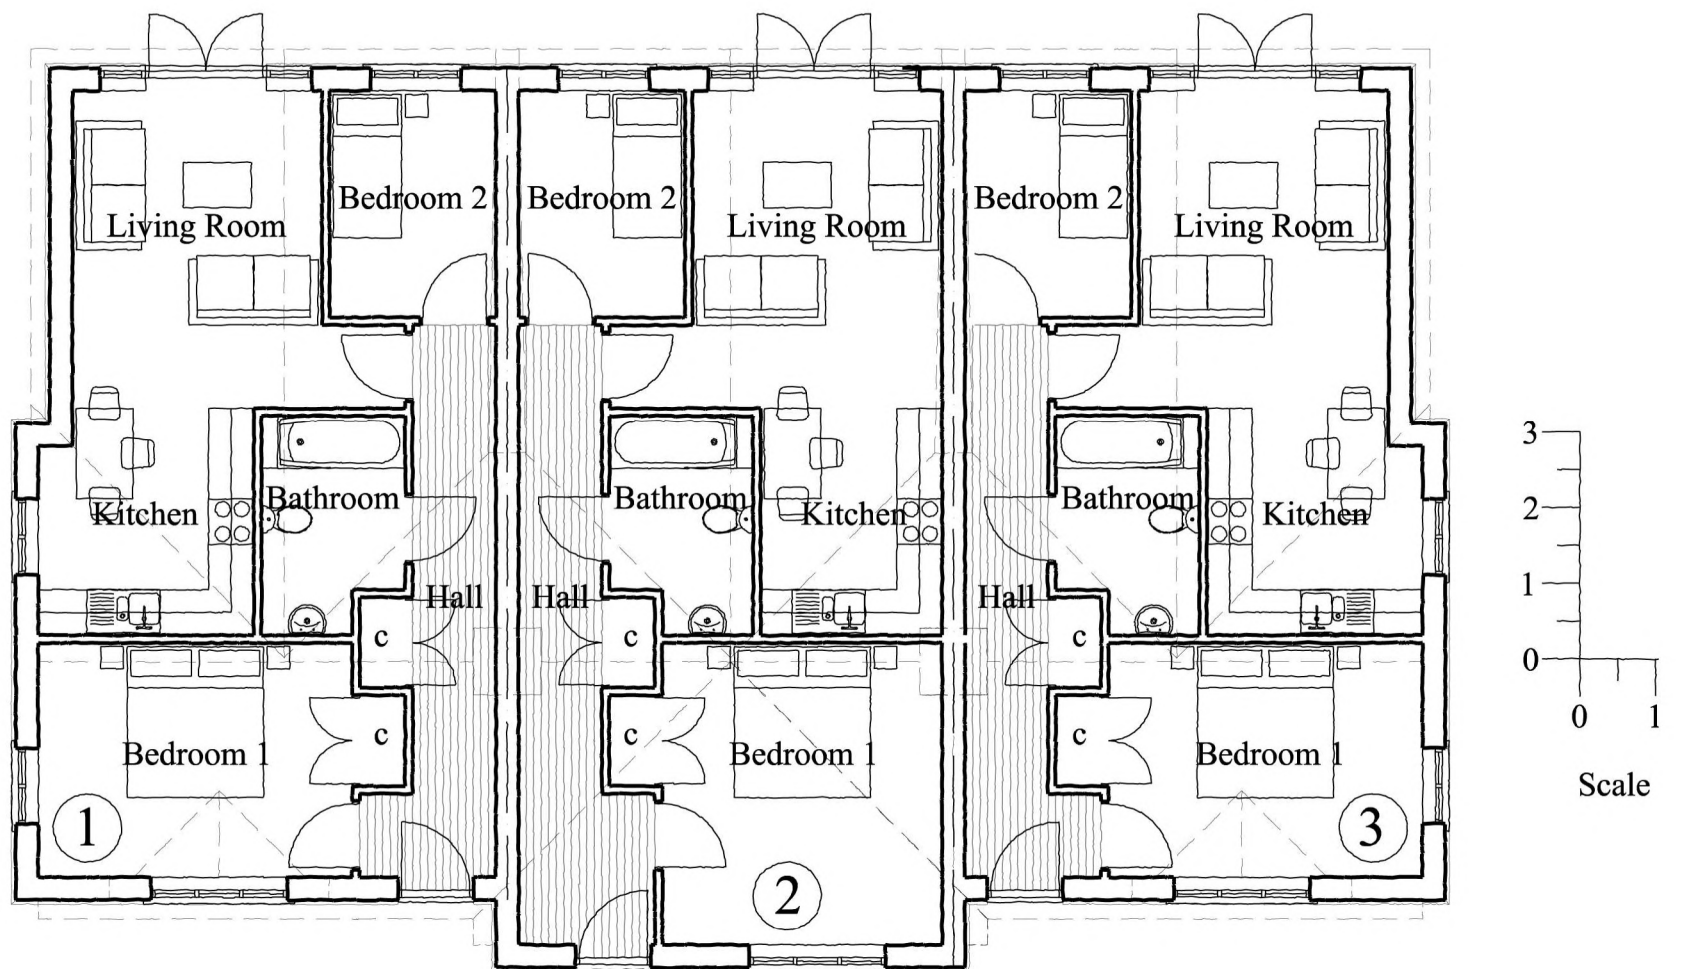 Bedroom 2
Bedroom 2
Bedroom 2
Living Room
Living Room
Living Room
3
Bathroom
Bathroom
Bathroom
Kitchen
Kitchen
Kitchen
2
Hall
Hall
Hall
1
c
c
c
0
0
1
c
c
c
Bedroom 1
Bedroom 1
Bedroom 1
Scale
1
3
2